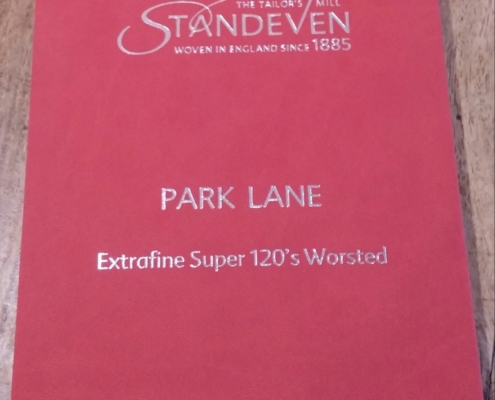 THE TAILOR'S MILL
STANDEVEN
WOVEN IN ENGLAND SINCE 1885
PARK LANE
Extrafine Super 120's Worsted